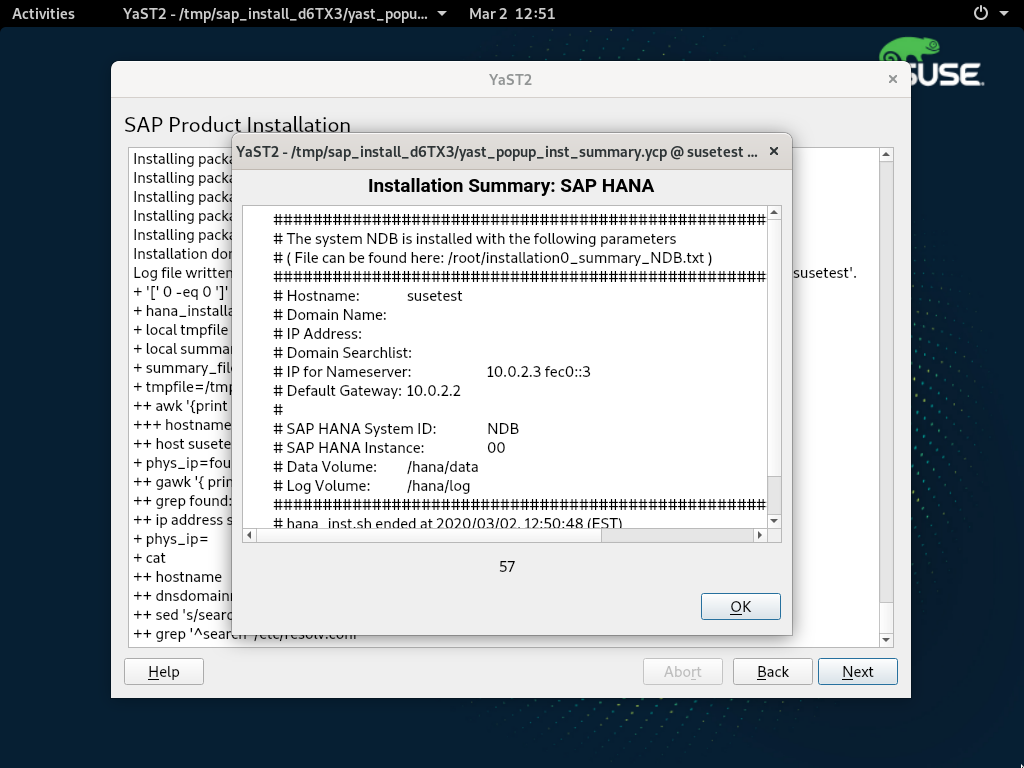 Activities YaST2 - /tmp/sap_install_d6TX3/yast_popu... Mar 2 12:51
SUSE
YaST2
SAP Product Installation
Installing packa
Installing packa
Installing packa
Installing packa
Installing packa
Installation don
Log file written susetest'.
+ '[' 0 -eq 0 ']'
+ hana_installa
+ local tmpfile
+ local summar
+ summary_file
+ tmpfile=/tmp
++ awk '{print
+++ hostname
++ host susete
+ phys_ip=four
++ gawk '{ prin
++ grep found:
++ ip address s
+ phys_ip=
+ cat
++ hostname
++ dnsdomainn
++ sed 's/searc
++ grep '^search' /etc/resolv.conf
YaST2 - /tmp/sap_install_d6TX3/yast_popup_inst_summary.ycp @ susetest ...
Installation Summary: SAP HANA
##################################################
# The system NDB is installed with the following parameters
# ( File can be found here: /root/installation0_summary_NDB.txt )
##################################################
# Hostname: susetest
# Domain Name:
# IP Address:
# Domain Searchlist:
# IP for Nameserver: 10.0.2.3 fec0::3
# Default Gateway: 10.0.2.2
#
# SAP HANA System ID: NDB
# SAP HANA Instance: 00
# Data Volume: /hana/data
# Log Volume: /hana/log
##################################################
# hana_inst.sh ended at 2020/03/02, 12:50:48 (EST)
57
OK
Help Abort Back Next